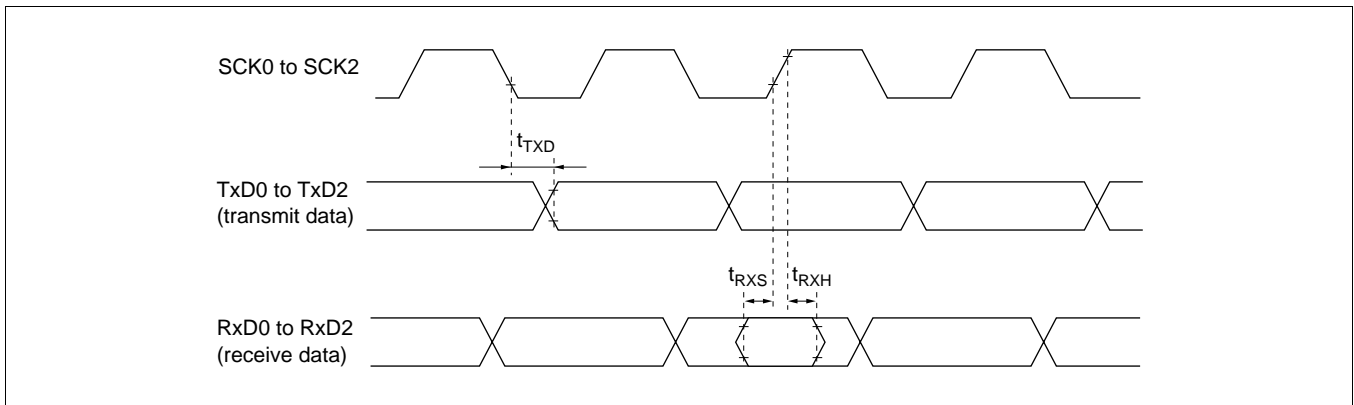 SCK0 to SCK2
tTXD
TxD0 to TxD2
(transmit data)
tRXS
tRXH
RxD0 to RxD2
(receive data)